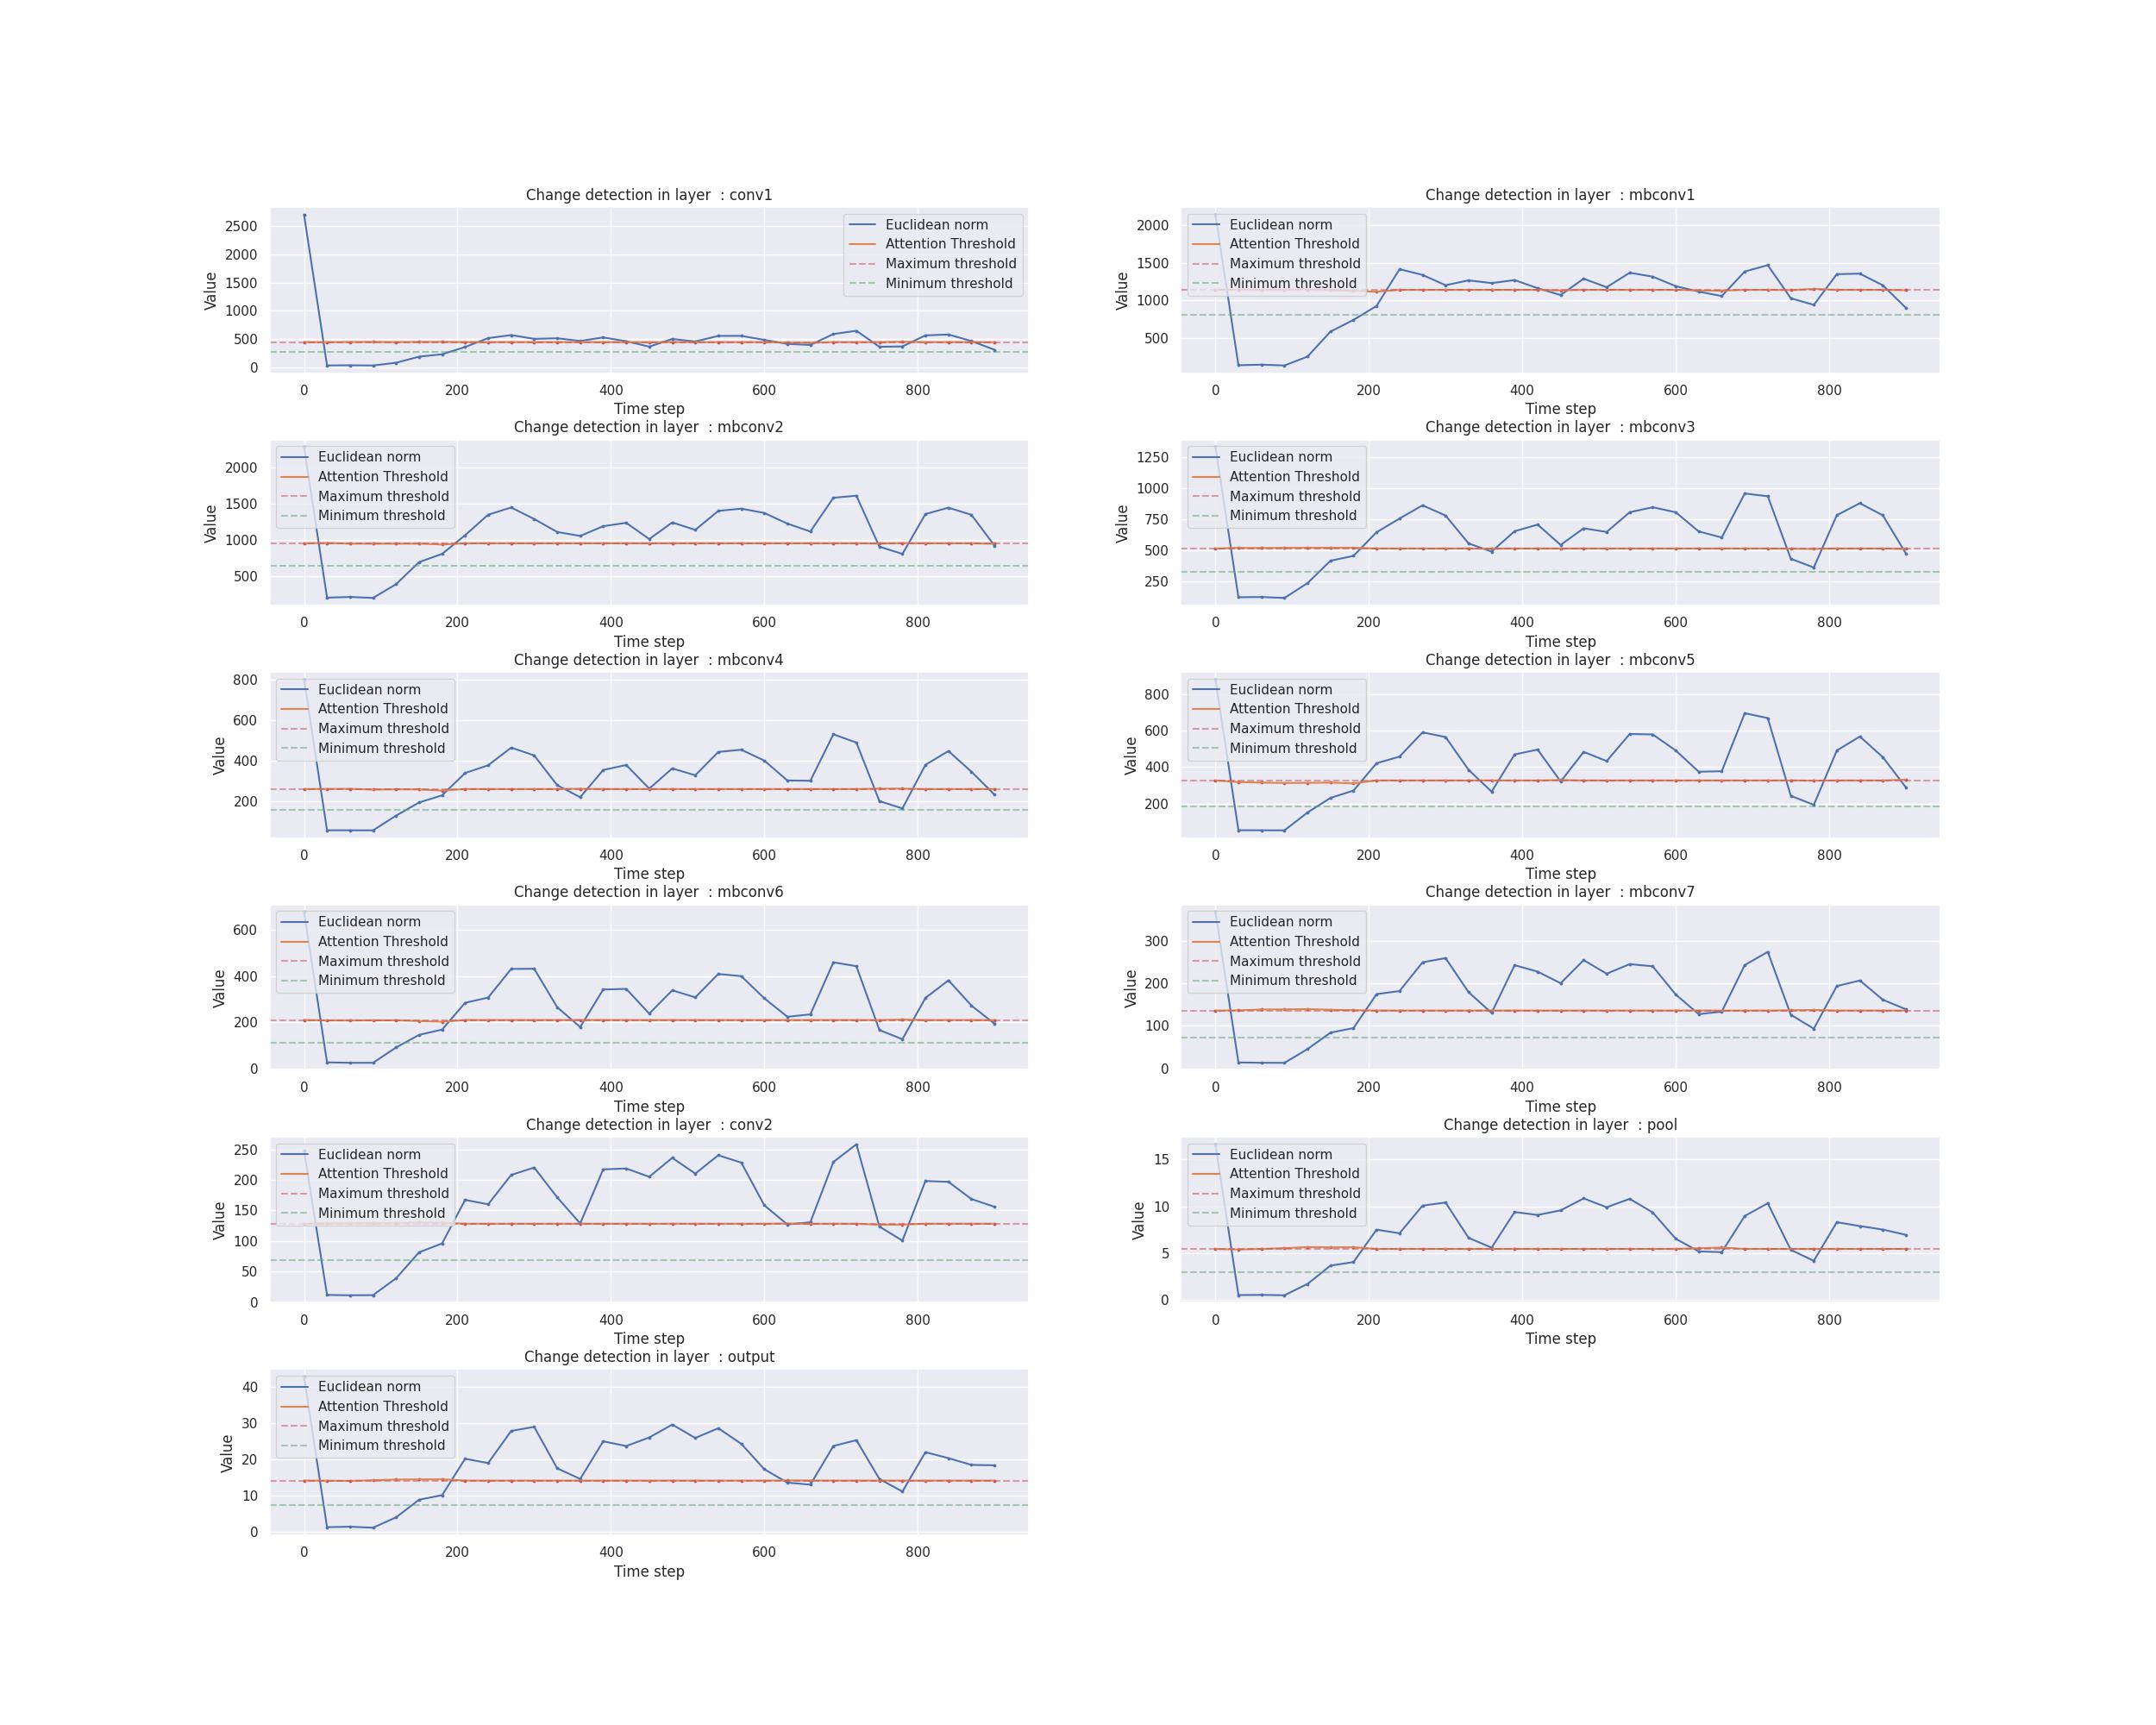 Change detection in layer  : conv1
Value
2500
2000
1500
1000
500
0
Euclidean norm
Attention Threshold
Maximum threshold
Minimum threshold
0 200 400 600 800
Time step
Change detection in layer  : mbconv1
Value
2000
1500
1000
500
Euclidean norm
Attention Threshold
Maximum threshold
Minimum threshold
0 200 400 600 800
Time step
Change detection in layer  : mbconv2
Value
2000
1500
1000
500
Euclidean norm
Attention Threshold
Maximum threshold
Minimum threshold
0 200 400 600 800
Time step
Change detection in layer  : mbconv3
Value
1250
1000
750
500
250
Euclidean norm
Attention Threshold
Maximum threshold
Minimum threshold
0 200 400 600 800
Time step
Change detection in layer  : mbconv4
Value
800
600
400
200
Euclidean norm
Attention Threshold
Maximum threshold
Minimum threshold
0 200 400 600 800
Time step
Change detection in layer  : mbconv5
Value
800
600
400
200
Euclidean norm
Attention Threshold
Maximum threshold
Minimum threshold
0 200 400 600 800
Time step
Change detection in layer  : mbconv6
Value
600
400
200
0
Euclidean norm
Attention Threshold
Maximum threshold
Minimum threshold
0 200 400 600 800
Time step
Change detection in layer  : mbconv7
Value
300
200
100
0
Euclidean norm
Attention Threshold
Maximum threshold
Minimum threshold
0 200 400 600 800
Time step
Change detection in layer  : conv2
Value
250
200
150
100
50
0
Euclidean norm
Attention Threshold
Maximum threshold
Minimum threshold
0 200 400 600 800
Time step
Change detection in layer  : pool
Value
15
10
5
0
Euclidean norm
Attention Threshold
Maximum threshold
Minimum threshold
0 200 400 600 800
Time step
Change detection in layer  : output
Value
40
30
20
10
0
Euclidean norm
Attention Threshold
Maximum threshold
Minimum threshold
0 200 400 600 800
Time step